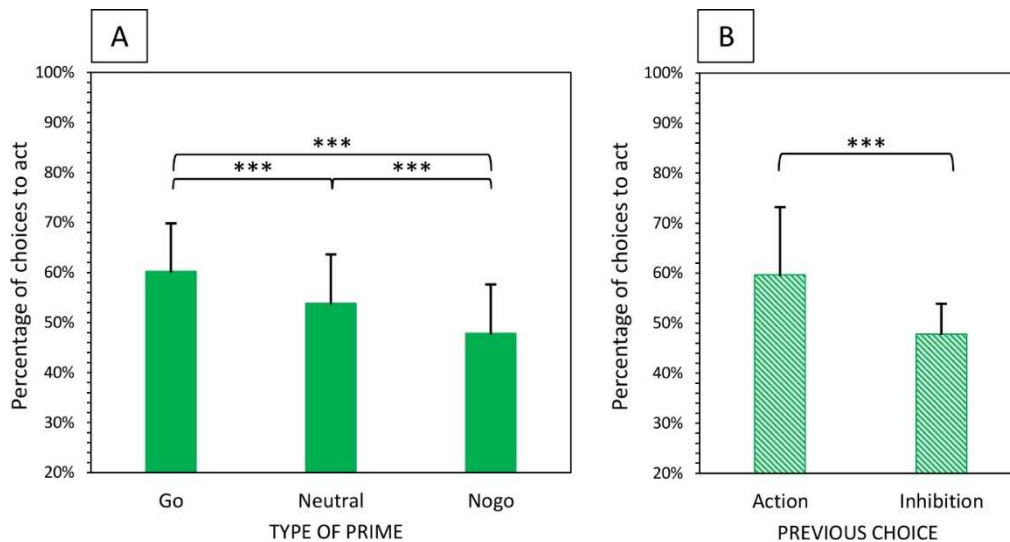 A
Percentage of choices to act
100%
90%
80%
70%
60%
50%
40%
30%
20%
***
*** ***
Go Neutral Nogo
TYPE OF PRIME
B
Percentage of choices to act
100%
90%
80%
70%
60%
50%
40%
30%
20%
***
Action Inhibition
PREVIOUS CHOICE